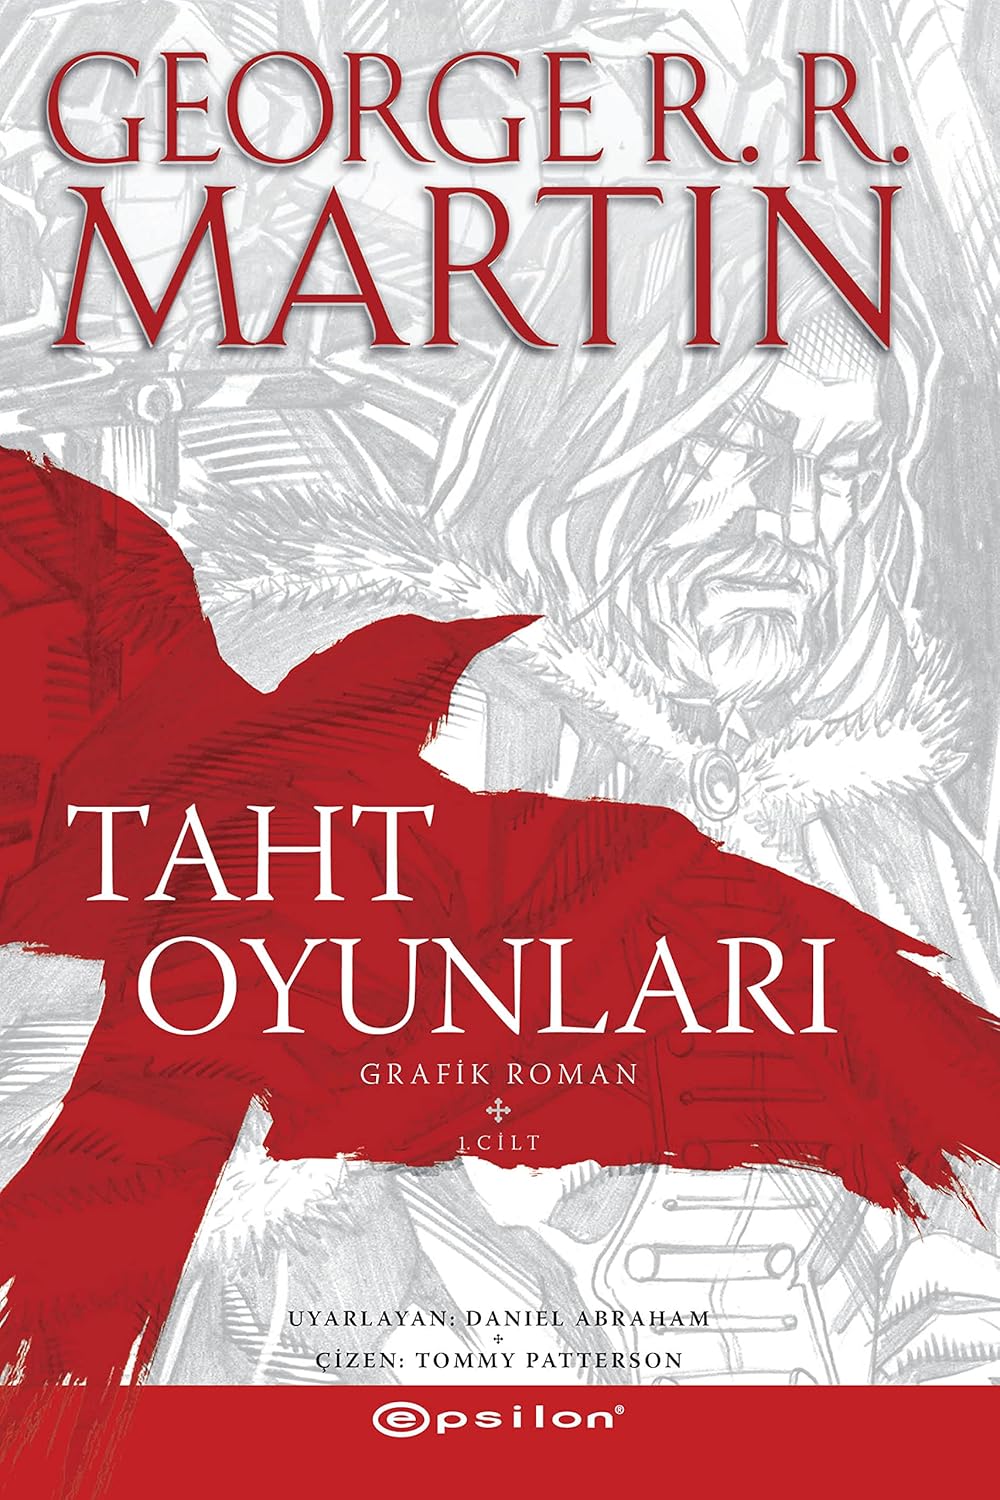 GEORGE R. R.
MARTIN
TAHT
OYUNLARI
GRAFİK ROMAN
1. CİLT
UYARLAYAN: DANIEL ABRAHAM
ÇİZEN: TOMMY PATTERSON
epsilon®